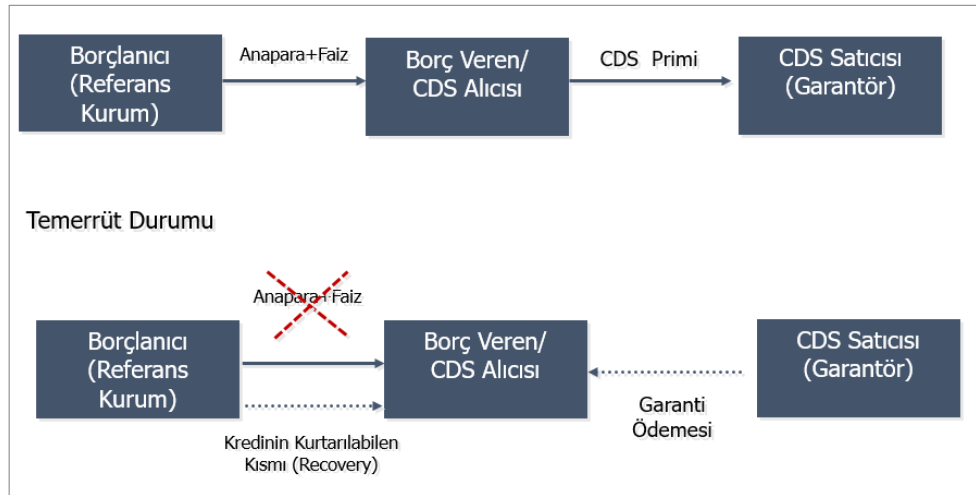 Borçlanıcı
(Referans
Kurum)
Anapara+Faiz
Borç Veren/
CDS Alıcısı
CDS Primi
CDS Satıcısı
(Garantör)
Temerrüt Durumu
Anapara+Faiz
Borçlanıcı
(Referans
Kurum)
Borç Veren/
CDS Alıcısı
CDS Satıcısı
(Garantör)
Garanti
Ödemesi
Kredinin Kurtarılabilen
Kısmı (Recovery)